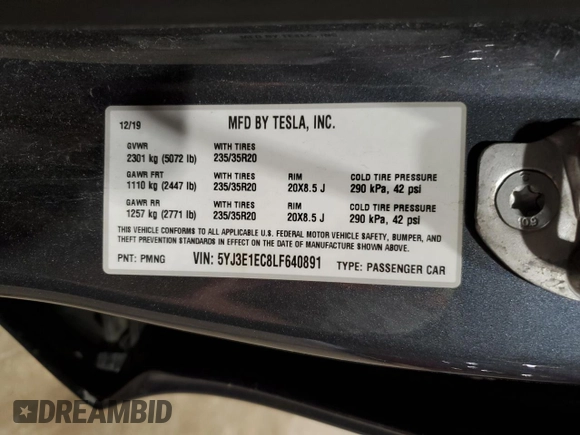 12/19 MFD BY TESLA, INC.
GVWR WITH TIRES
2301 kg (5072 lb) 235/35R20
GAWR FRT WITH TIRES RIM COLD TIRE PRESSURE
1110 kg (2447 lb) 235/35R20 20X8.5 J 290 kPa, 42 psi
GAWR RR WITH TIRES RIM COLD TIRE PRESSURE
1257 kg (2771 lb) 235/35R20 20X8.5 J 290 kPa, 42 psi
THIS VEHICLE CONFORMS TO ALL APPLICABLE U.S. FEDERAL MOTOR VEHICLE SAFETY, BUMPER, AND
THEFT PREVENTION STANDARDS IN EFFECT ON THE DATE OF MANUFACTURE SHOWN ABOVE.
PNT: PMNG VIN: 5YJ3E1EC8LF640891 TYPE: PASSENGER CAR
109
DREAMBID